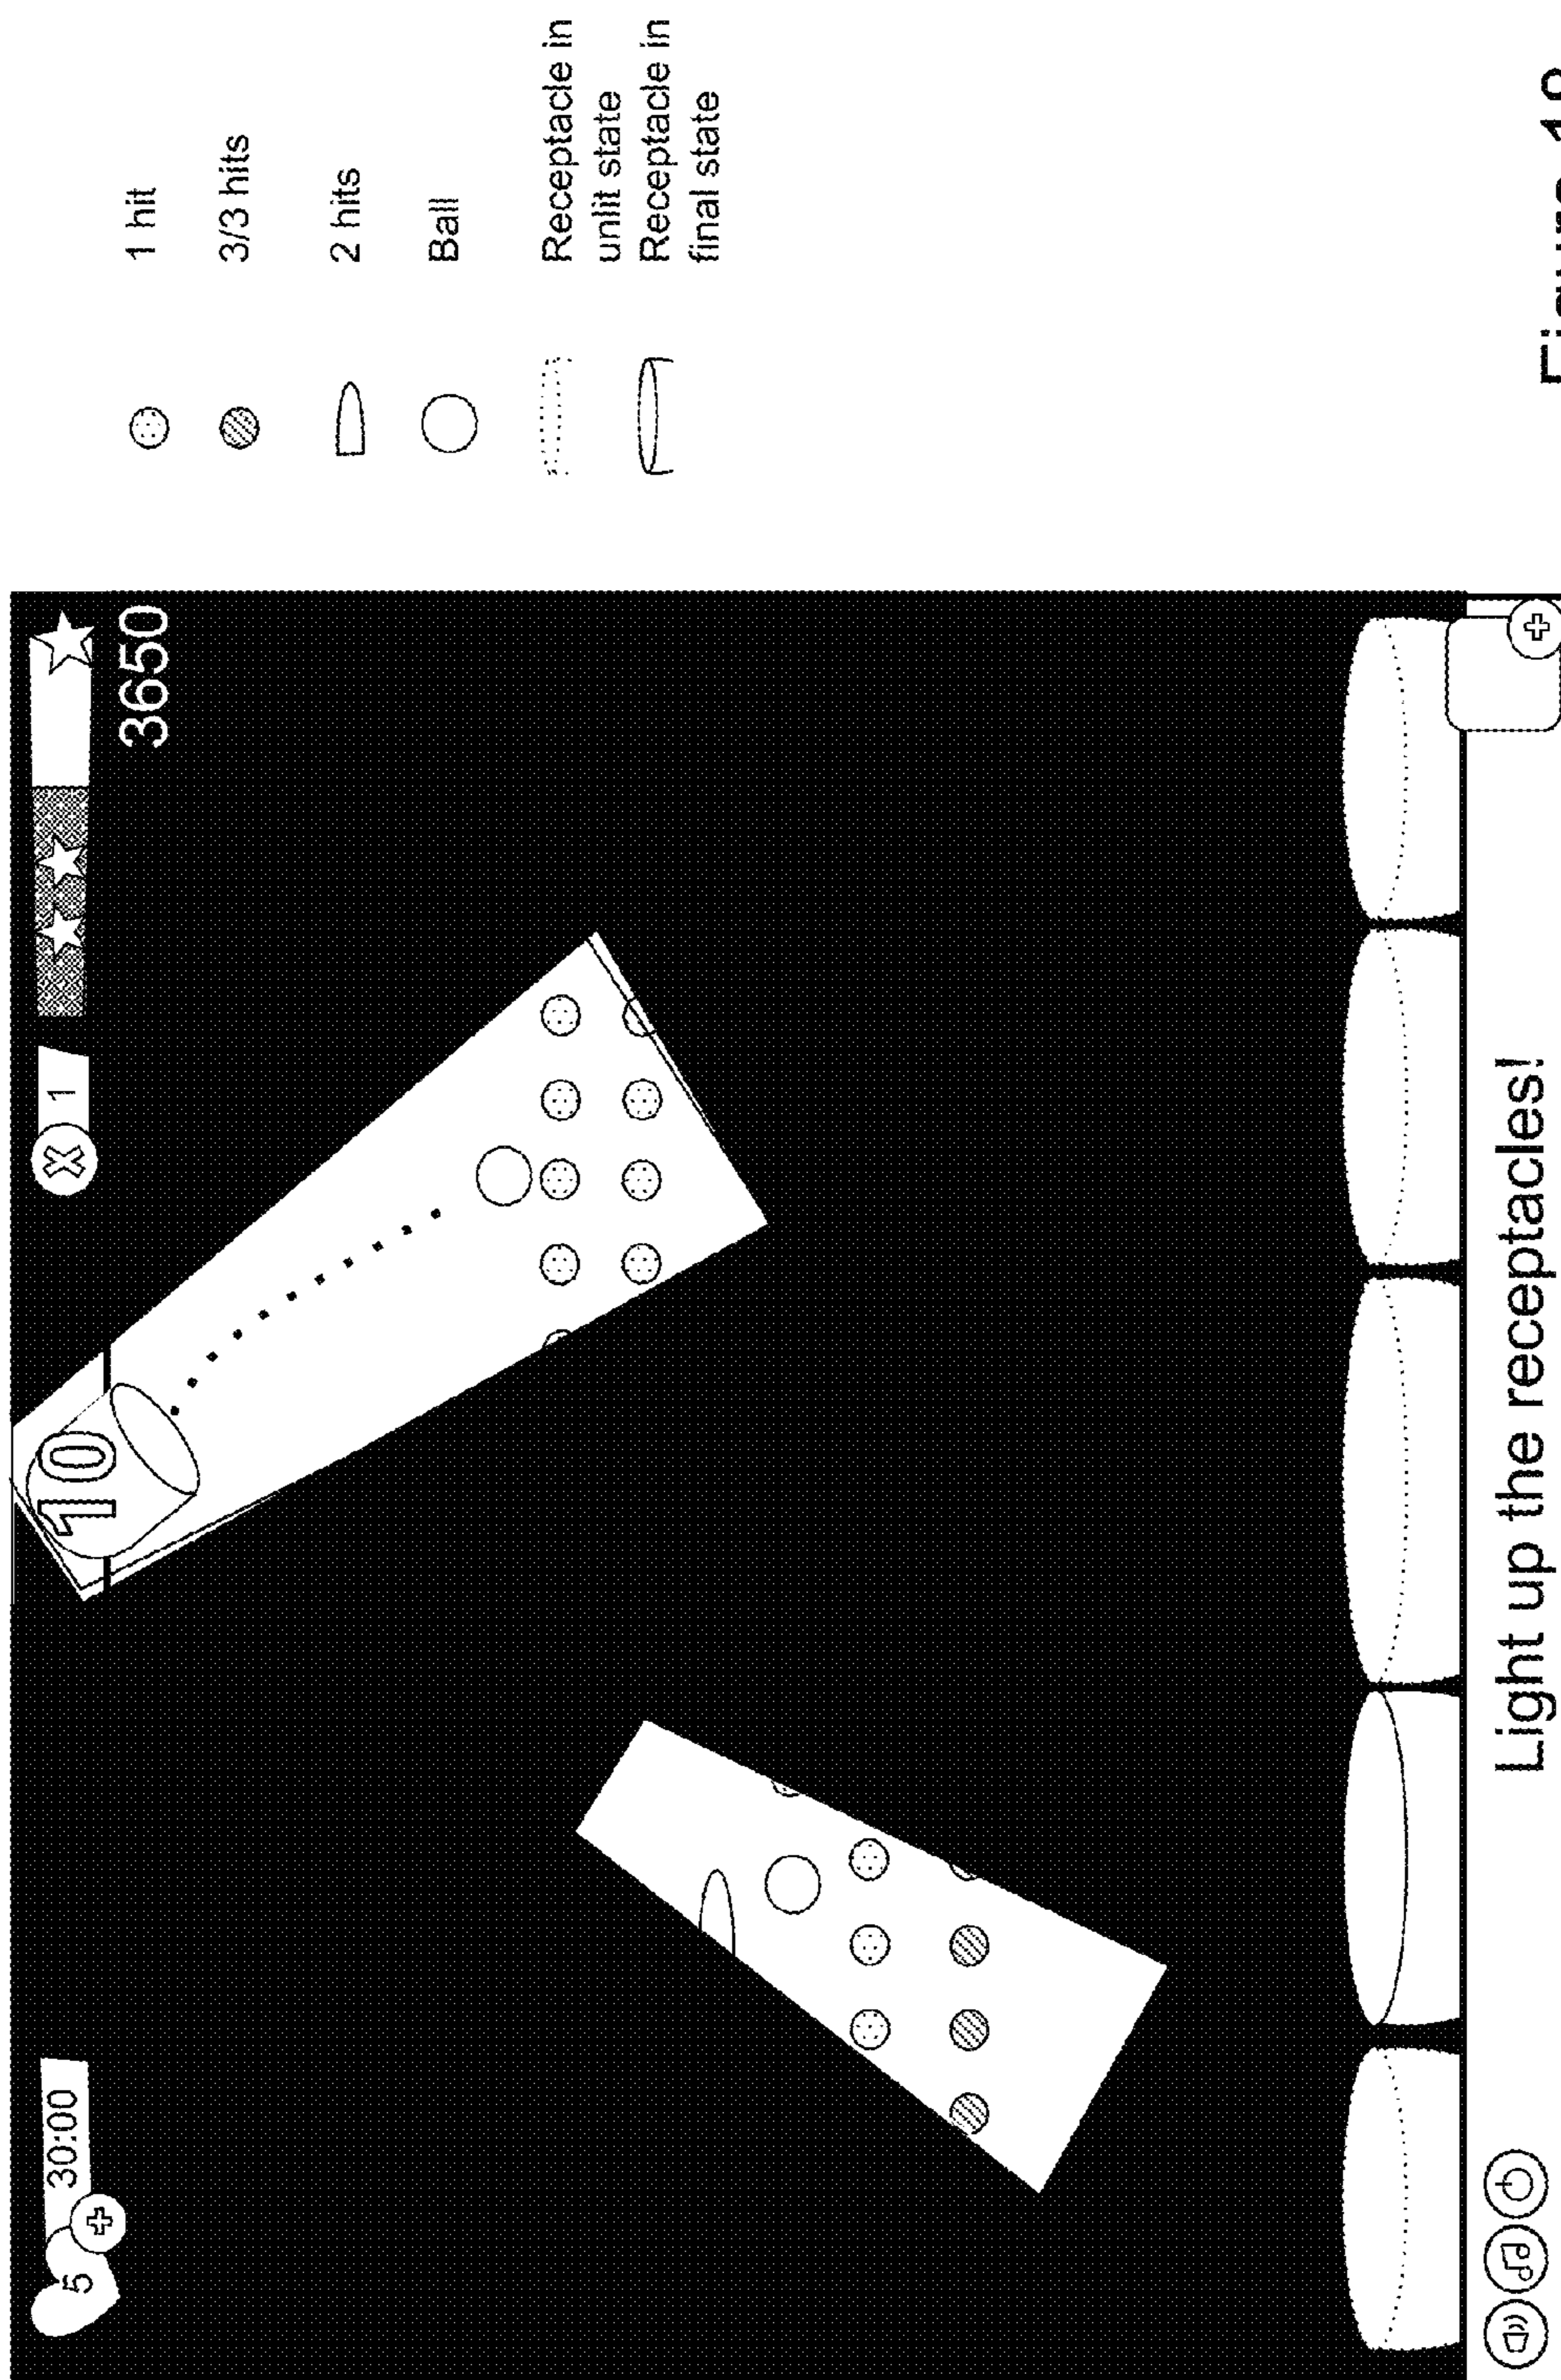 5
30:00
1
3650
10
Light up the receptacles!
1 hit
3/3 hits
2 hits
Ball
Receptacle in
unlit state
Receptacle in
final state